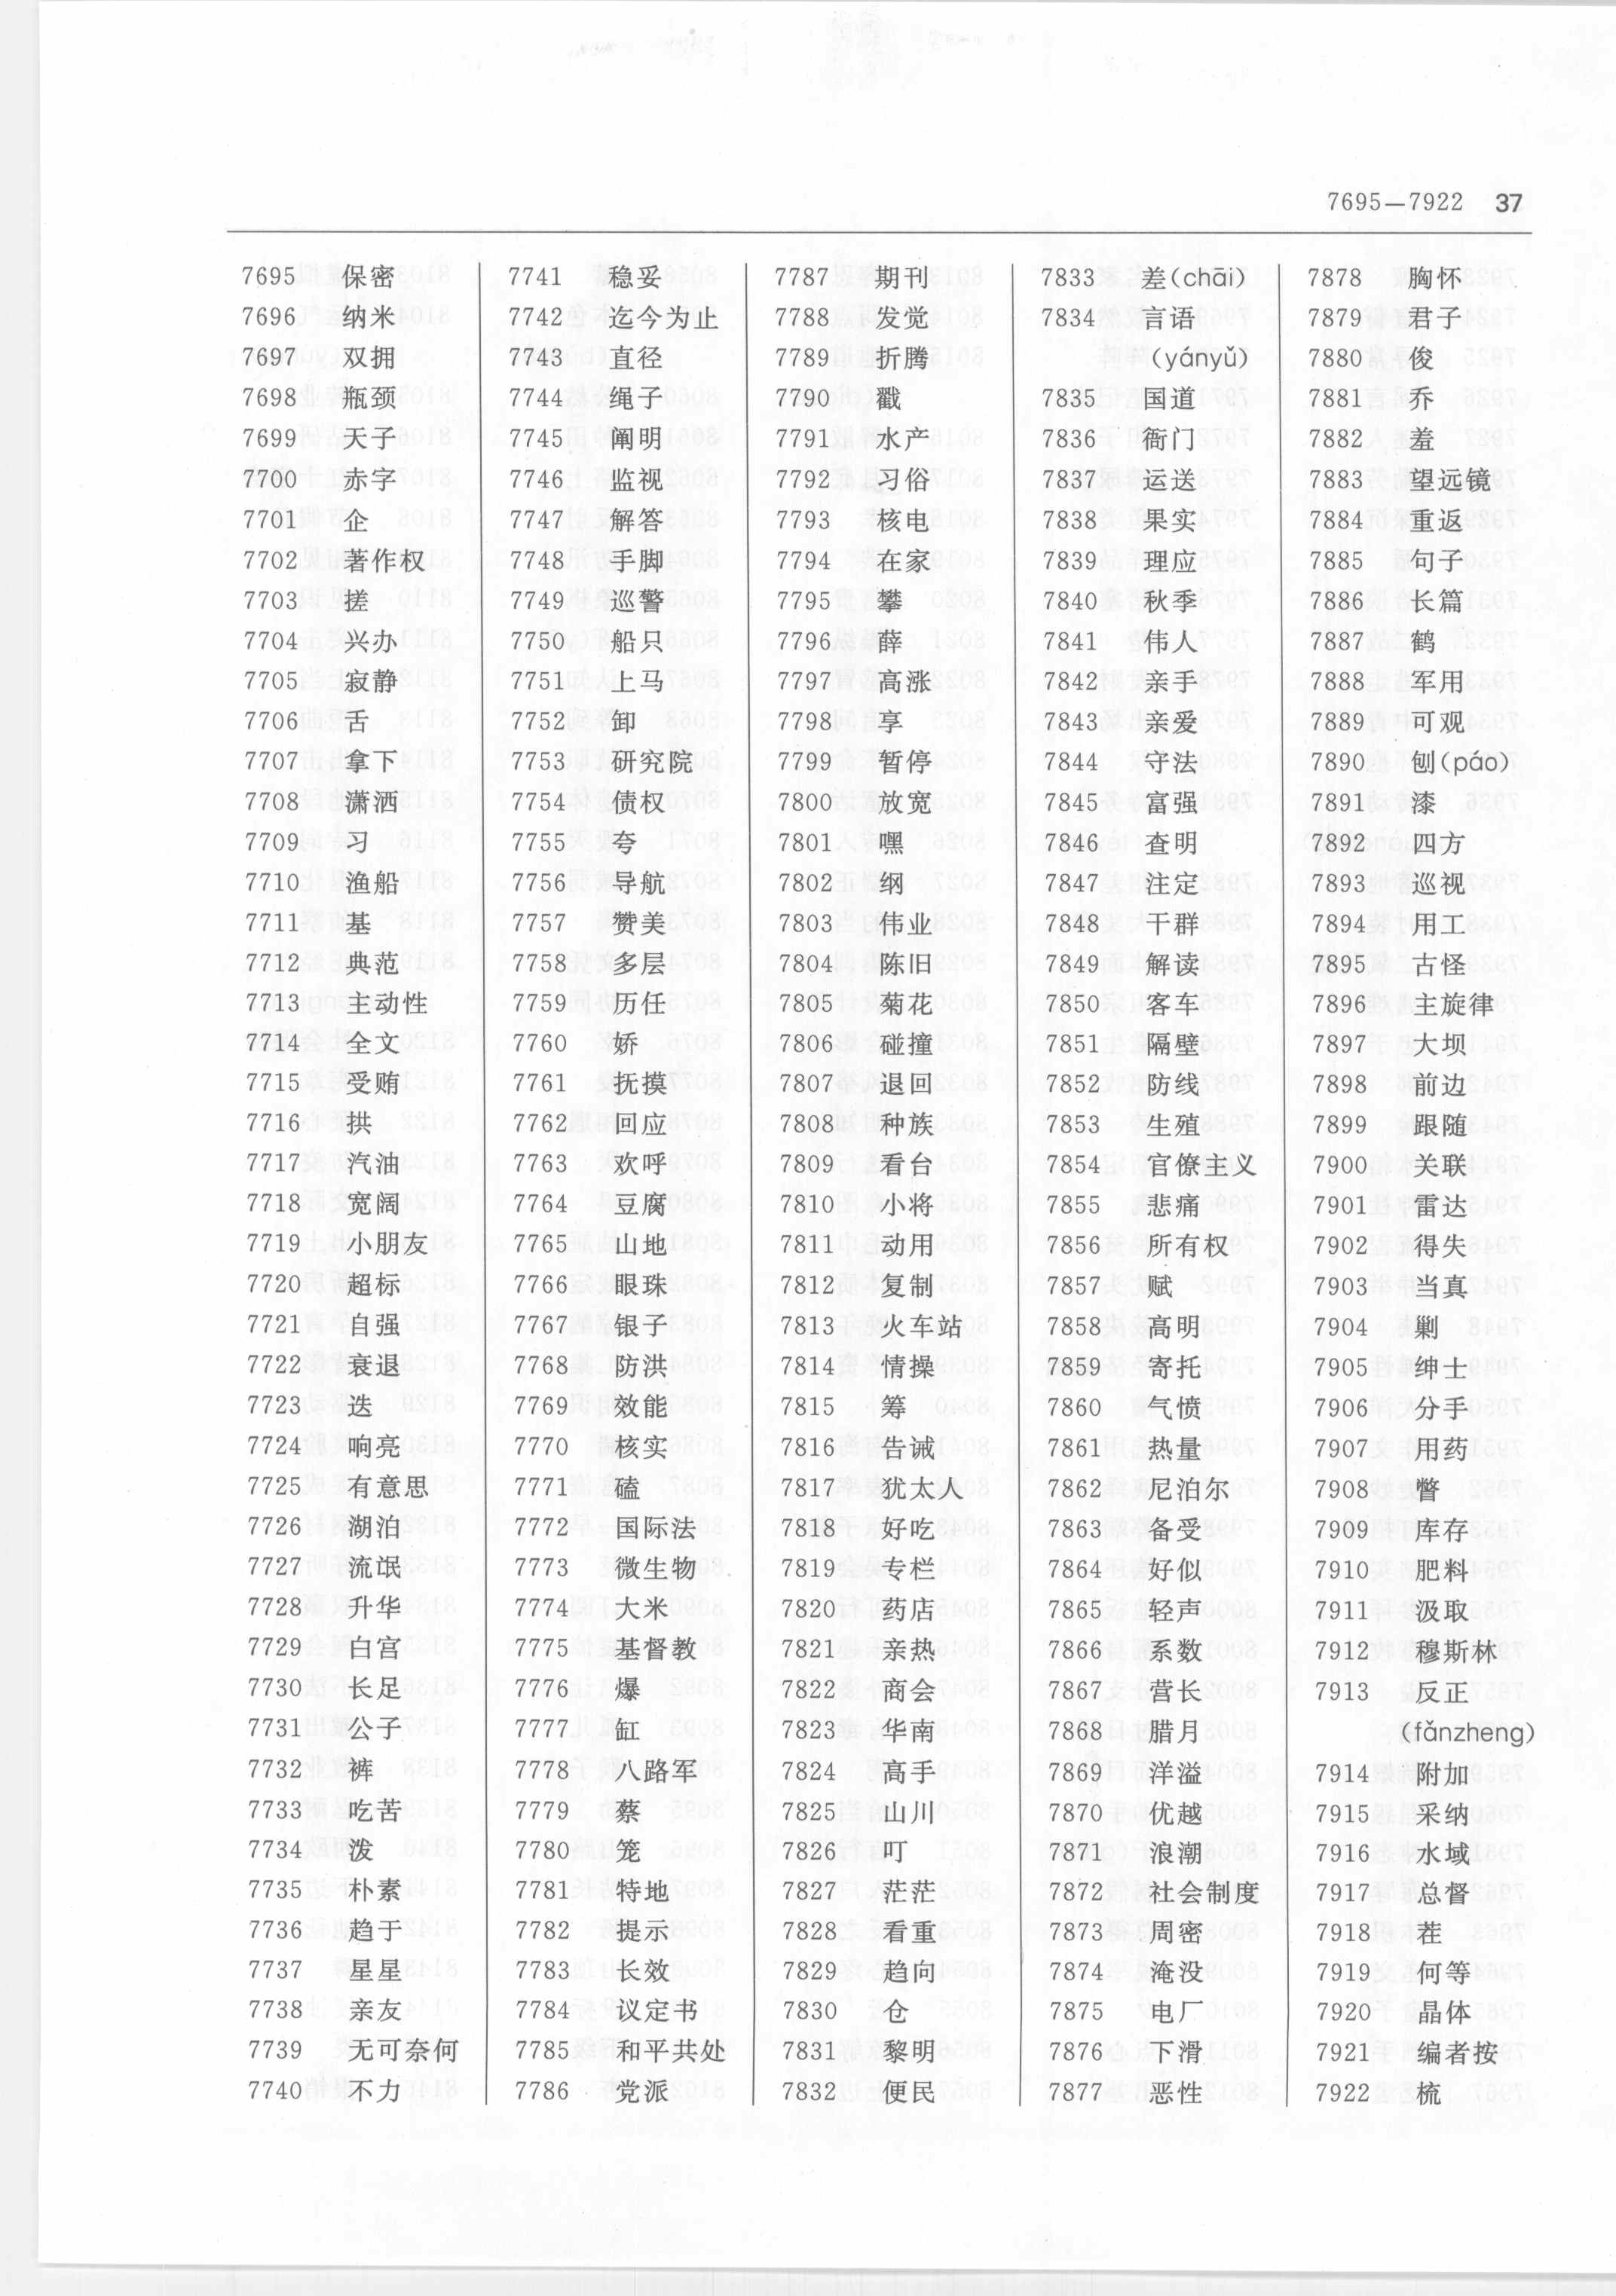 7695—7922 37
7695 保密
7696 纳米
7697 双拥
7698 瓶颈
7699 天子
7700 赤字
7701 企
7702 著作权
7703 搓
7704 兴办
7705 寂静
7706 舌
7707 拿下
7708 潇洒
7709 习
7710 渔船
7711 基
7712 典范
7713 主动性
7714 全文
7715 受贿
7716 拱
7717 汽油
7718 宽阔
7719 小朋友
7720 超标
7721 自强
7722 衰退
7723 迭
7724 响亮
7725 有意思
7726 湖泊
7727 流氓
7728 升华
7729 白宫
7730 长足
7731 公子
7732 裤
7733 吃苦
7734 泼
7735 朴素
7736 趋于
7737 星星
7738 亲友
7739 无可奈何
7740 不力
7741 稳妥
7742 迄今为止
7743 直径
7744 绳子
7745 阐明
7746 监视
7747 解答
7748 手脚
7749 巡警
7750 船只
7751 上马
7752 卸
7753 研究院
7754 债权
7755 夸
7756 导航
7757 赞美
7758 多层
7759 历任
7760 娇
7761 抚摸
7762 回应
7763 欢呼
7764 豆腐
7765 山地
7766 眼珠
7767 银子
7768 防洪
7769 效能
7770 核实
7771 磕
7772 国际法
7773 微生物
7774 大米
7775 基督教
7776 爆
7777 缸
7778 八路军
7779 蔡
7780 笼
7781 特地
7782 提示
7783 长效
7784 议定书
7785 和平共处
7786 党派
7787 期刊
7788 发觉
7789 折腾
7790 戳
7791 水产
7792 习俗
7793 核电
7794 在家
7795 攀
7796 薛
7797 高涨
7798 享
7799 暂停
7800 放宽
7801 嘿
7802 纲
7803 伟业
7804 陈旧
7805 菊花
7806 碰撞
7807 退回
7808 种族
7809 看台
7810 小将
7811 动用
7812 复制
7813 火车站
7814 情操
7815 筹
7816 告诫
7817 犹太人
7818 好吃
7819 专栏
7820 药店
7821 亲热
7822 商会
7823 华南
7824 高手
7825 山川
7826 叮
7827 茫茫
7828 看重
7829 趋向
7830 仓
7831 黎明
7832 便民
7833 差(chāi)
7834 言语
(yányǔ)
7835 国道
7836 衙门
7837 运送
7838 果实
7839 理应
7840 秋季
7841 伟人
7842 亲手
7843 亲爱
7844 守法
7845 富强
7846 查明
7847 注定
7848 干群
7849 解读
7850 客车
7851 隔壁
7852 防线
7853 生殖
7854 官僚主义
7855 悲痛
7856 所有权
7857 赋
7858 高明
7859 寄托
7860 气愤
7861 热量
7862 尼泊尔
7863 备受
7864 好似
7865 轻声
7866 系数
7867 营长
7868 腊月
7869 洋溢
7870 优越
7871 浪潮
7872 社会制度
7873 周密
7874 淹没
7875 电厂
7876 下滑
7877 恶性
7878 胸怀
7879 君子
7880 俊
7881 乔
7882 羞
7883 望远镜
7884 重返
7885 句子
7886 长篇
7887 鹤
7888 军用
7889 可观
7890 刨(páo)
7891 漆
7892 四方
7893 巡视
7894 用工
7895 古怪
7896 主旋律
7897 大坝
7898 前边
7899 跟随
7900 关联
7901 雷达
7902 得失
7903 当真
7904 剿
7905 绅士
7906 分手
7907 用药
7908 瞥
7909 库存
7910 肥料
7911 汲取
7912 穆斯林
7913 反正
(fǎnzheng)
7914 附加
7915 采纳
7916 水域
7917 总督
7918 茬
7919 何等
7920 晶体
7921 编者按
7922 梳